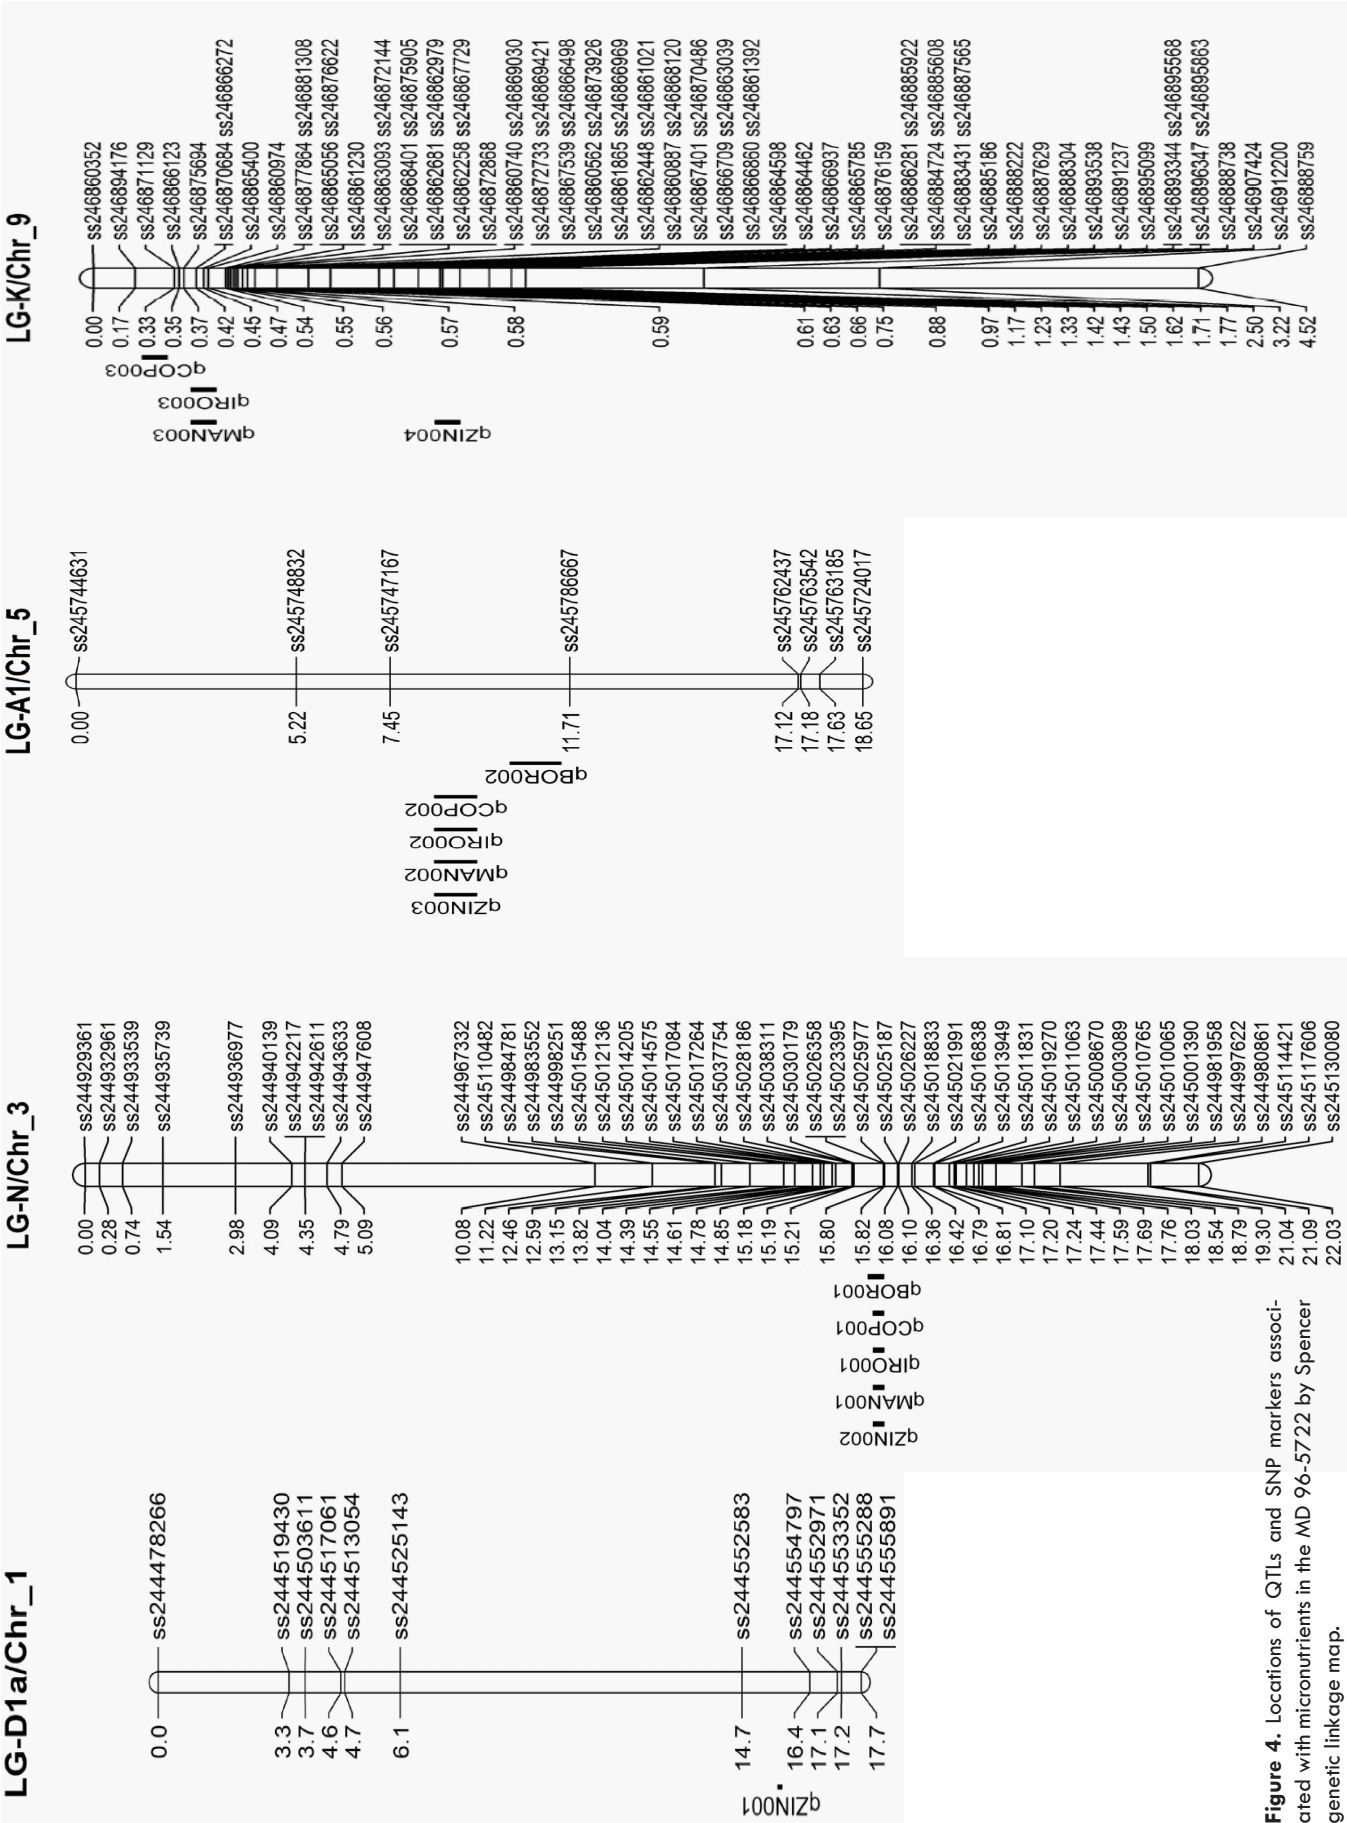 LG-D1a/Chr_1
0.0 ss244478266
3.3 ss244519430
3.7 ss244503611
4.6 ss244517061
4.7 ss244513054
6.1 ss244525143
14.7 ss244552583
16.4 ss244554797
17.1 ss244552971
17.2 ss244553352
17.7 ss244555288
ss244555891
qZIN001
LG-N/Chr_3
0.00 ss244929361
0.28 ss244932961
0.74 ss244933539
1.54 ss244935739
2.98 ss244936977
4.09 ss244940139
4.35 ss244942217
ss244942611
4.79 ss244943633
5.09 ss244947608
10.08 ss244967332
11.22 ss245110482
12.46 ss244984781
12.59 ss244983552
13.15 ss244998251
13.82 ss245015488
14.04 ss245012136
14.39 ss245014205
14.55 ss245014575
14.61 ss245017084
14.78 ss245017264
14.85 ss245037754
15.18 ss245028186
15.19 ss245038311
15.21 ss245030179
15.80 ss245026358
ss245023395
15.82 ss245025977
16.08 ss245025187
16.10 ss245026227
16.36 ss245018833
16.42 ss245021991
16.79 ss245016838
16.81 ss245013949
17.10 ss245011831
17.20 ss245019270
17.24 ss245011063
17.44 ss245008670
17.59 ss245003089
17.69 ss245010765
17.76 ss245010065
18.03 ss245001390
18.54 ss244981958
18.79 ss244997622
19.30 ss244980861
21.04 ss245114421
21.09 ss245117606
22.03 ss245130080
qBOR001
qCOP001
qIRO001
qMAN001
qZIN002
LG-A1/Chr_5
0.00 ss245744631
5.22 ss245748832
7.45 ss245747167
11.71 ss245786667
17.12 ss245762437
17.18 ss245763542
17.63 ss245763185
18.65 ss245724017
qBOR002
qCOP002
qIRO002
qMAN002
qZIN003
LG-K/Chr_9
0.00 ss246860352
0.17 ss246894176
0.33 ss246871129
0.35 ss246866123
0.37 ss246875694
0.42 ss246870684 ss246866272
0.45 ss246865400
0.47 ss246860974
0.54 ss246877864 ss246881308
ss246865056 ss246876622
0.55 ss246861230
0.56 ss246863093 ss246872144
ss246868401 ss246875905
ss246862681 ss246862979
0.57 ss246862258 ss246867729
ss246872868
0.58 ss246860740 ss246869030
ss246872733 ss246869421
ss246867539 ss246866498
ss246860562 ss246873926
ss246861865 ss246866969
0.59 ss246862448 ss246861021
ss246860887 ss246868120
ss246867401 ss246870486
ss246866709 ss246863039
ss246866860 ss246861392
ss246864598
0.61 ss246864462
0.63 ss246866937
0.66 ss246865785
0.75 ss246876159
ss246886281 ss246885922
0.88 ss246884724 ss246885608
ss246883431 ss246887565
0.97 ss246885186
1.17 ss246888222
1.23 ss246887629
1.33 ss246888304
1.42 ss246893538
1.43 ss246891237
1.50 ss246895099
1.62 ss246893344 ss246895568
1.71 ss246896347 ss246895863
1.77 ss246888738
2.50 ss246907424
3.22 ss246912200
4.52 ss246888759
qCOP003
qIRO003
qMAN003
qZIN004
Figure 4. Locations of QTLs and SNP markers associ-
ated with micronutrients in the MD 96-5722 by Spencer
genetic linkage map.